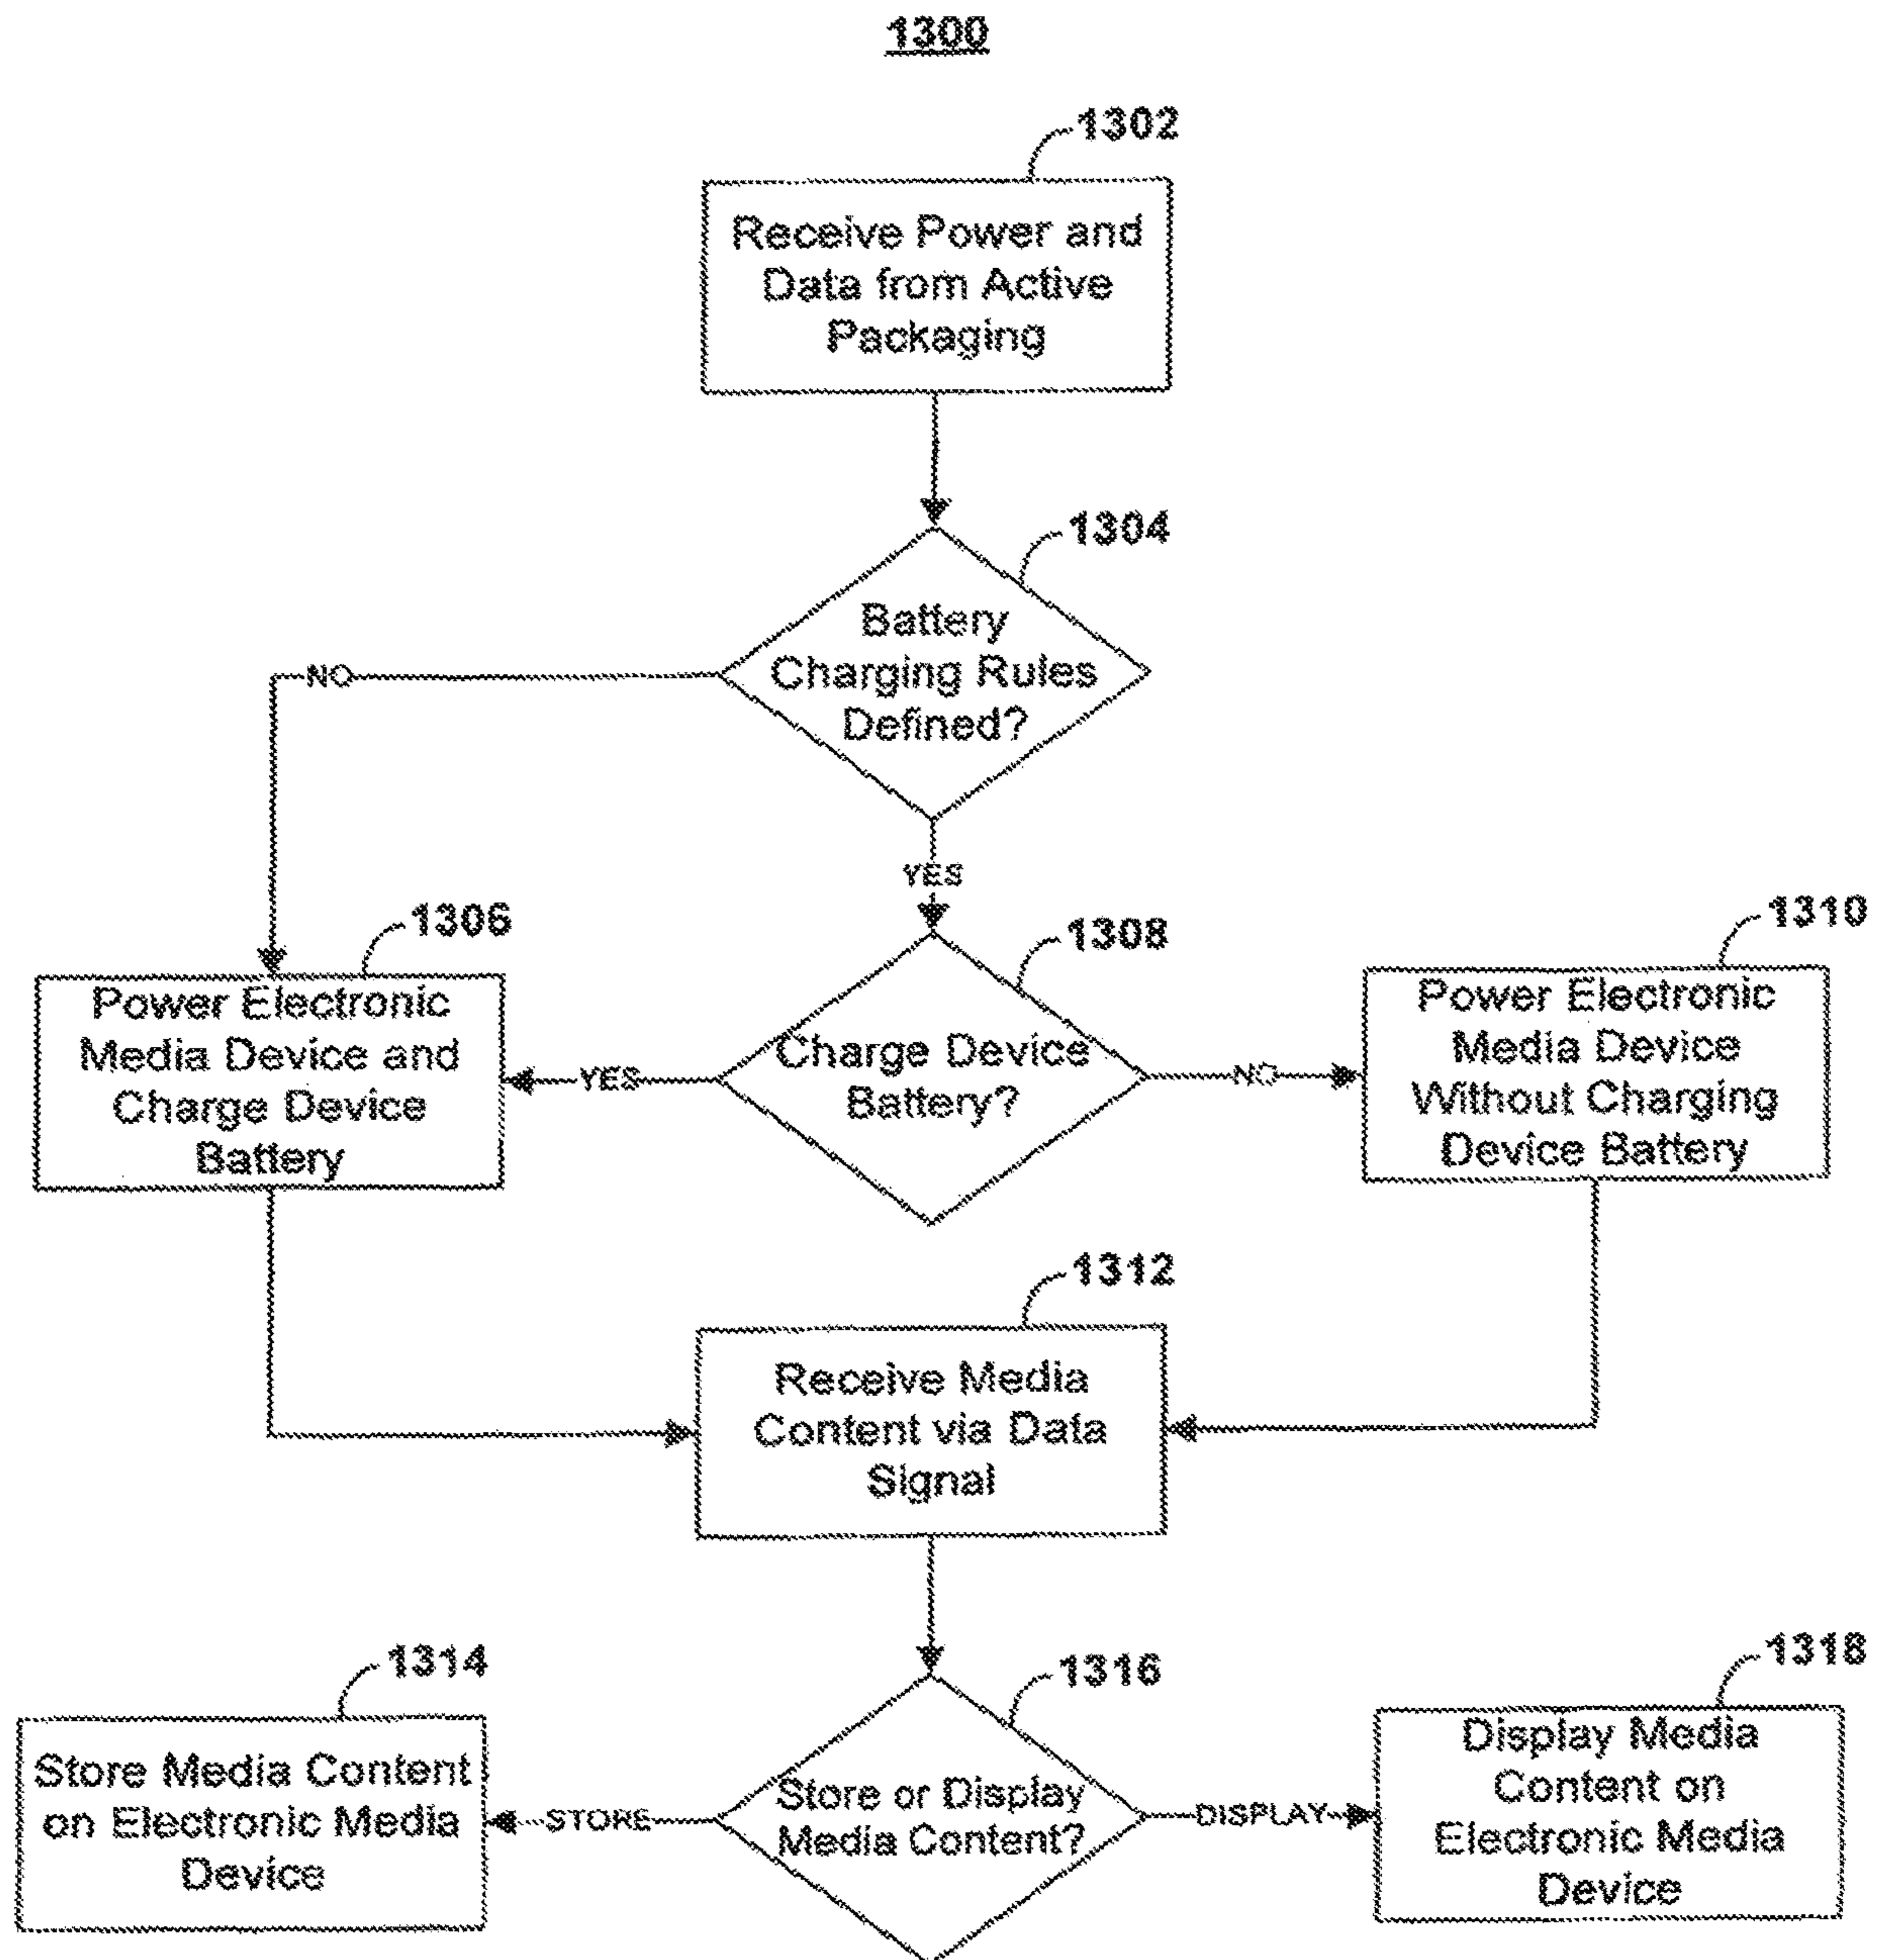 1300
1302
Receive Power and
Data from Active
Packaging
1304
Battery
Charging Rules
Defined?
NO
YES
1306
Power Electronic
Media Device and
Charge Device
Battery
1308
Charge Device
Battery?
YES
NO
1310
Power Electronic
Media Device
Without Charging
Device Battery
1312
Receive Media
Content via Data
Signal
1314
Store Media Content
on Electronic Media
Device
1316
Store or Display
Media Content?
STORE
DISPLAY
1318
Display Media
Content on
Electronic Media
Device